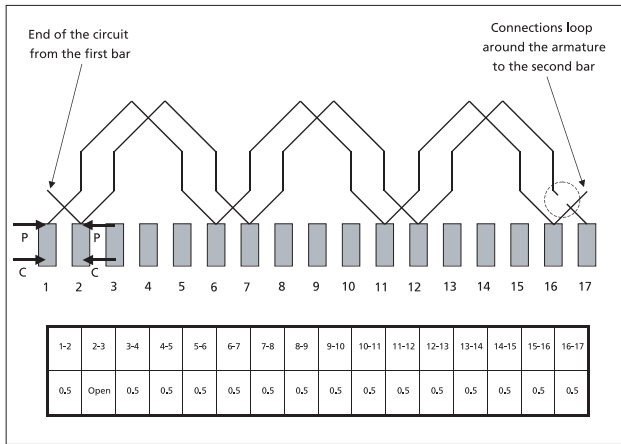 End of the circuit
from the first bar
Connections loop
around the armature
to the second bar
P P
C C
1 2 3 4 5 6 7 8 9 10 11 12 13 14 15 16 17
1-2 2-3 3-4 4-5 5-6 6-7 7-8 8-9 9-10 10-11 11-12 12-13 13-14 14-15 15-16 16-17
0.5 Open 0.5 0.5 0.5 0.5 0.5 0.5 0.5 0.5 0.5 0.5 0.5 0.5 0.5 0.5